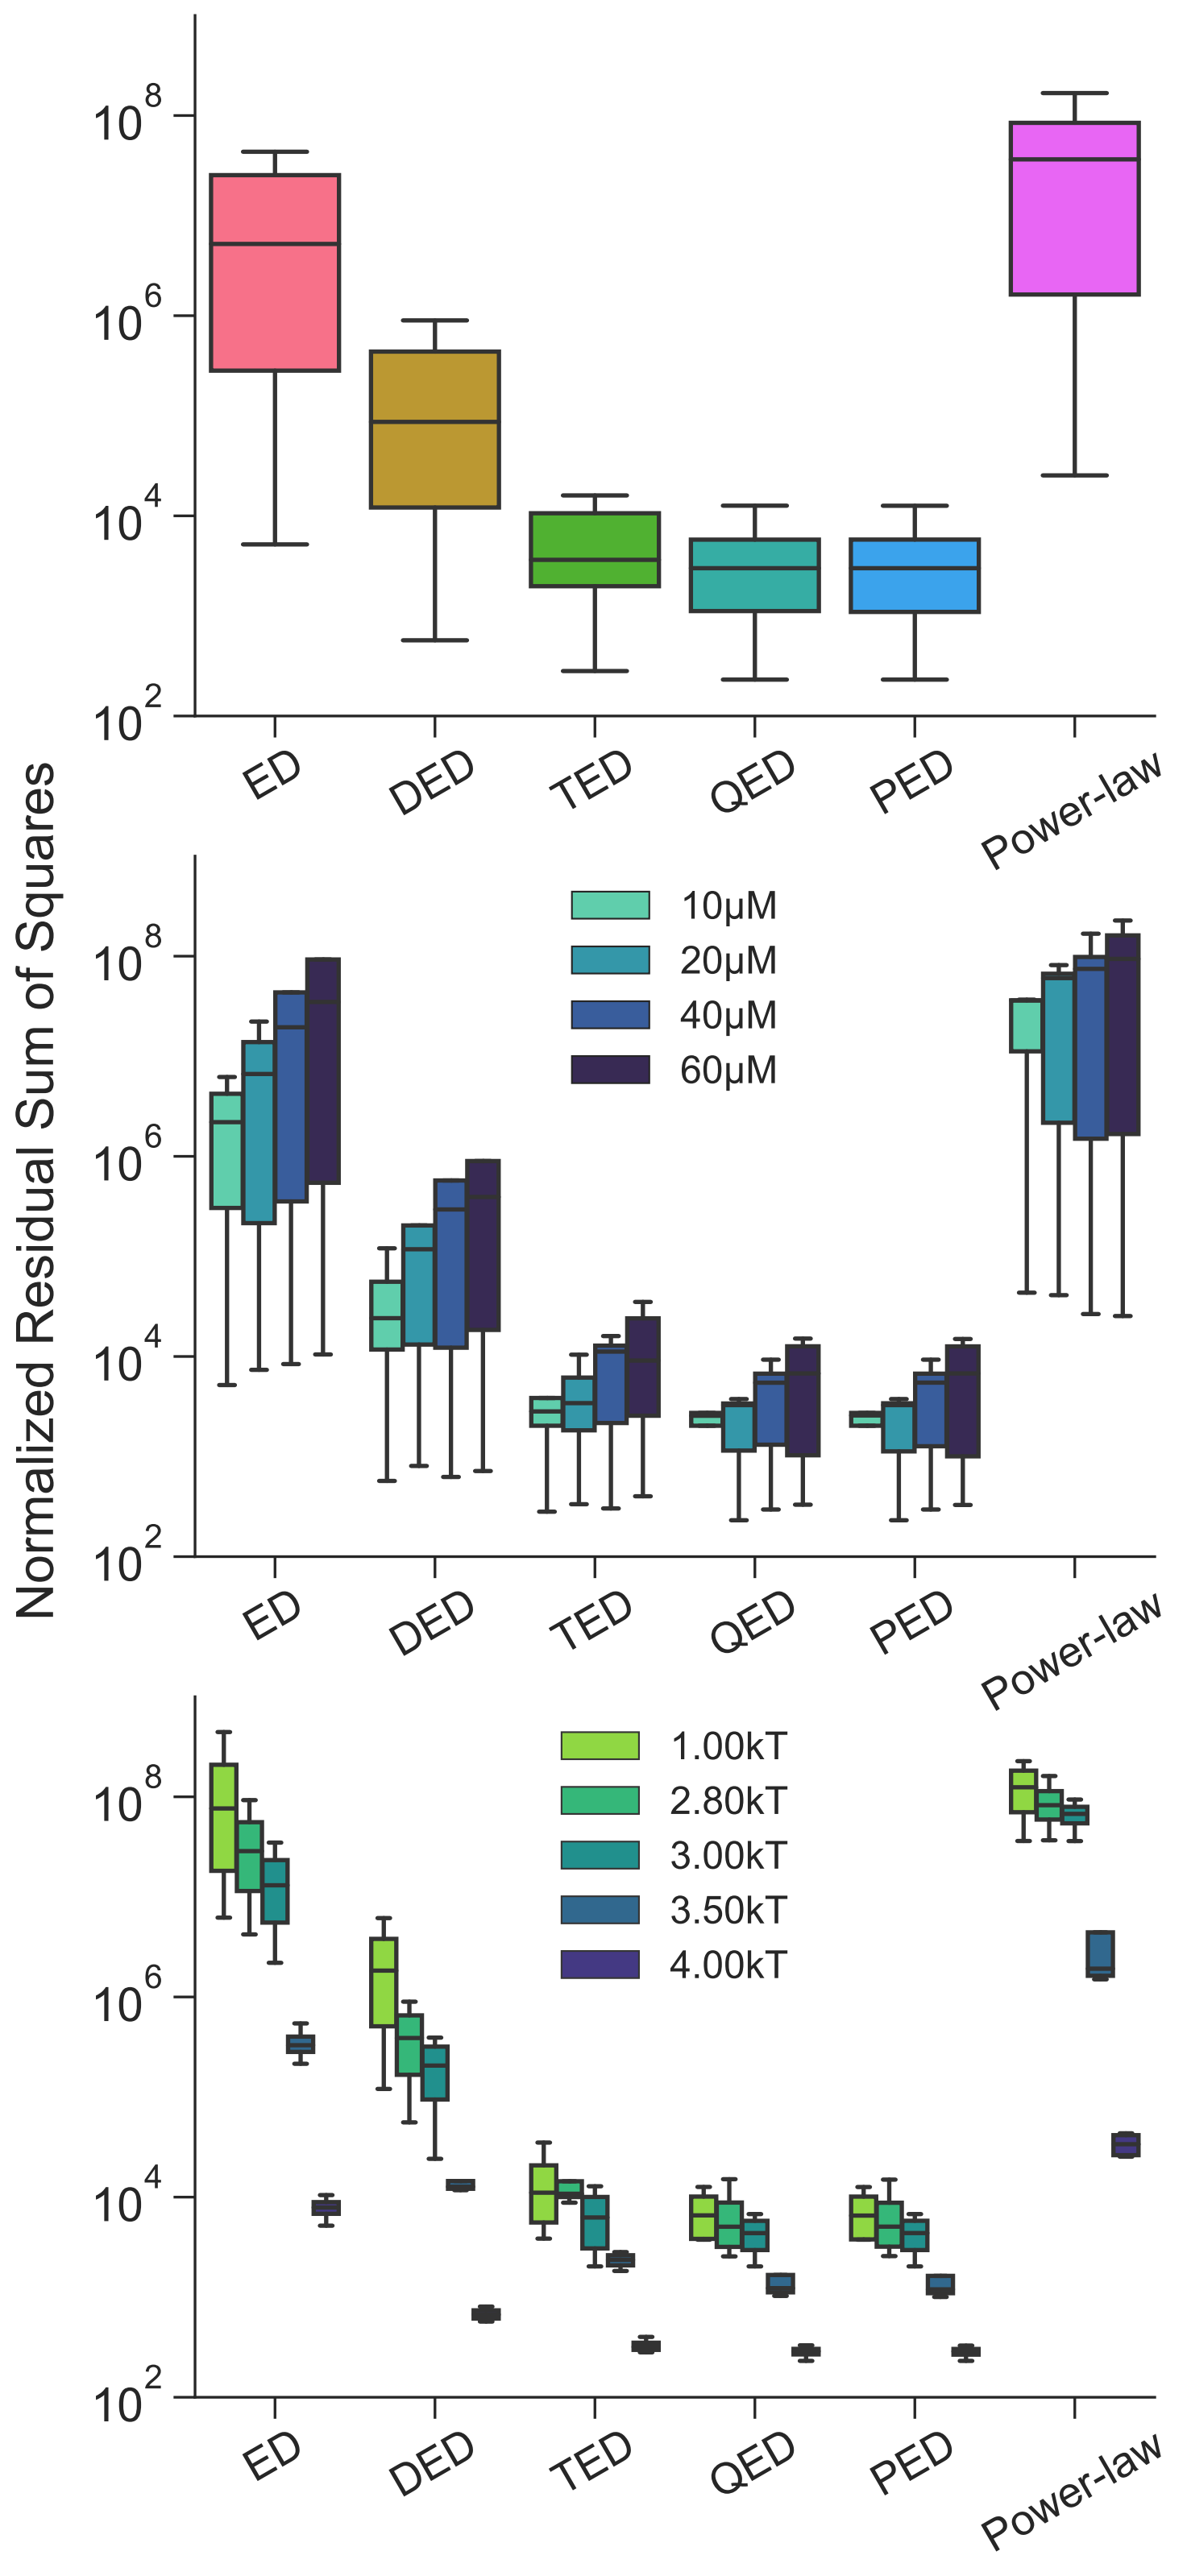 Normalized Residual Sum of Squares
10^8
10^6
10^4
10^2
ED DED TED QED PED Power-law
10µM
20µM
40µM
60µM
10^8
10^6
10^4
10^2
ED DED TED QED PED Power-law
1.00kT
2.80kT
3.00kT
3.50kT
4.00kT
10^8
10^6
10^4
10^2
ED DED TED QED PED Power-law